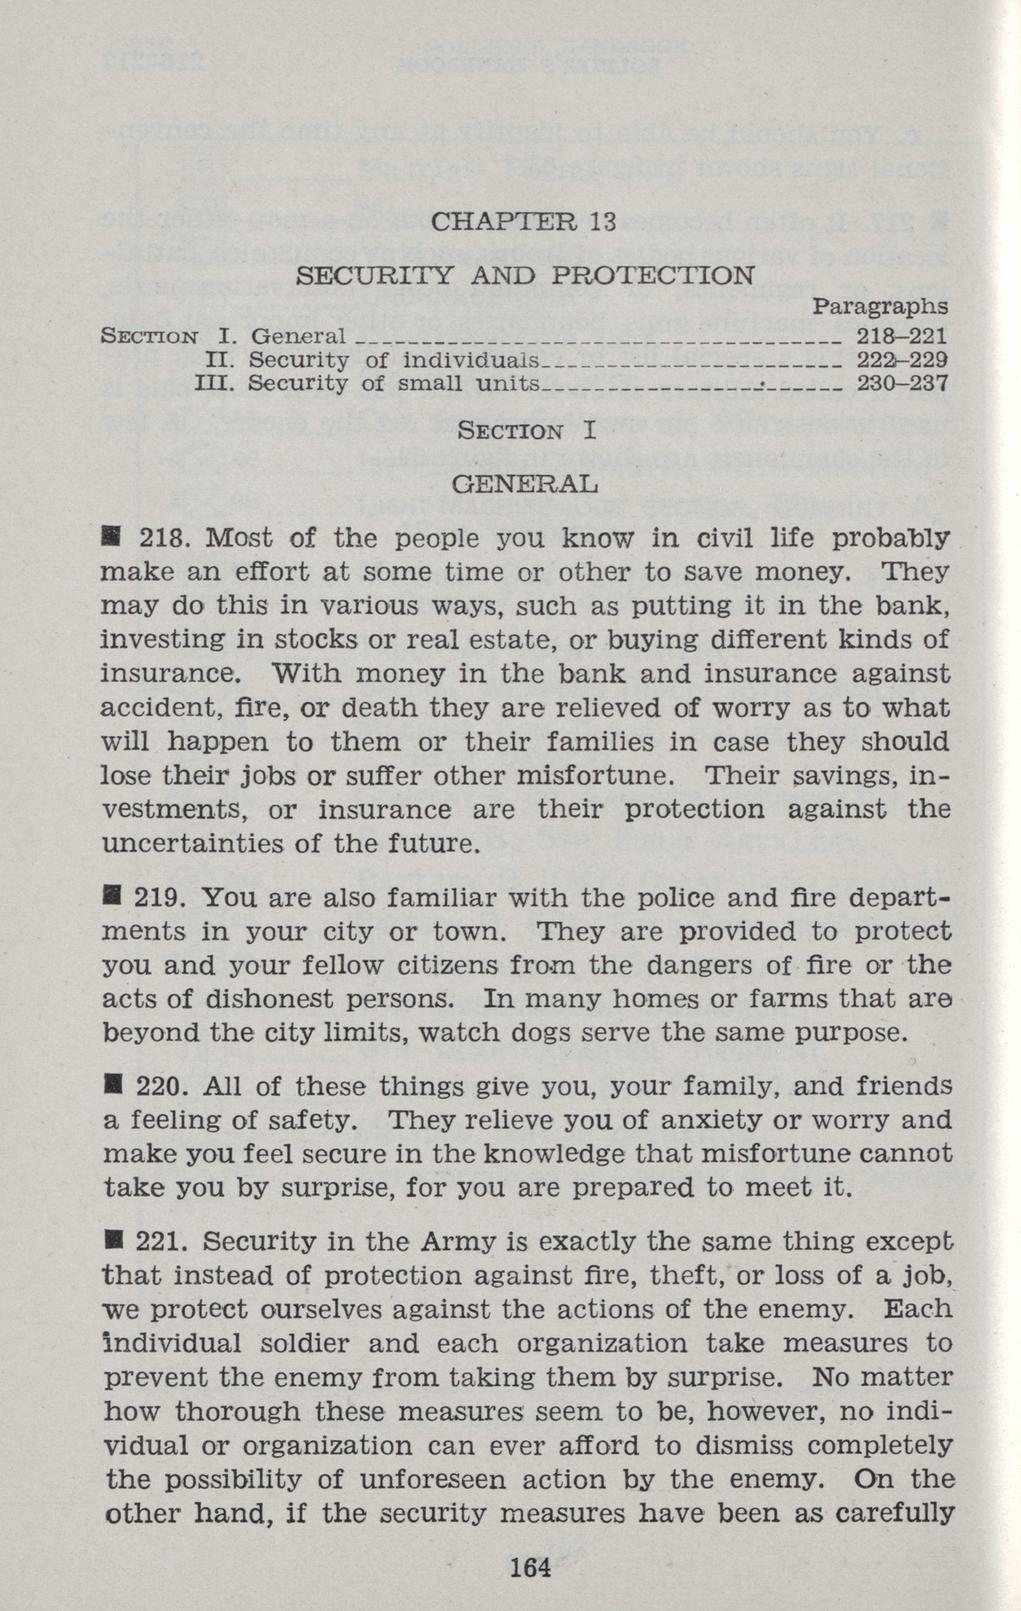 CHAPTER 13
SECURITY AND PROTECTION
Paragraphs
SECTION I. General 218–221
II. Security of individuals 222–229
III. Security of small units 230–237
SECTION I
GENERAL
■ 218. Most of the people you know in civil life probably
make an effort at some time or other to save money. They
may do this in various ways, such as putting it in the bank,
investing in stocks or real estate, or buying different kinds of
insurance. With money in the bank and insurance against
accident, fire, or death they are relieved of worry as to what
will happen to them or their families in case they should
lose their jobs or suffer other misfortune. Their savings, in-
vestments, or insurance are their protection against the
uncertainties of the future.
■ 219. You are also familiar with the police and fire depart-
ments in your city or town. They are provided to protect
you and your fellow citizens from the dangers of fire or the
acts of dishonest persons. In many homes or farms that are
beyond the city limits, watch dogs serve the same purpose.
■ 220. All of these things give you, your family, and friends
a feeling of safety. They relieve you of anxiety or worry and
make you feel secure in the knowledge that misfortune cannot
take you by surprise, for you are prepared to meet it.
■ 221. Security in the Army is exactly the same thing except
that instead of protection against fire, theft, or loss of a job,
we protect ourselves against the actions of the enemy. Each
individual soldier and each organization take measures to
prevent the enemy from taking them by surprise. No matter
how thorough these measures seem to be, however, no indi-
vidual or organization can ever afford to dismiss completely
the possibility of unforeseen action by the enemy. On the
other hand, if the security measures have been as carefully
164